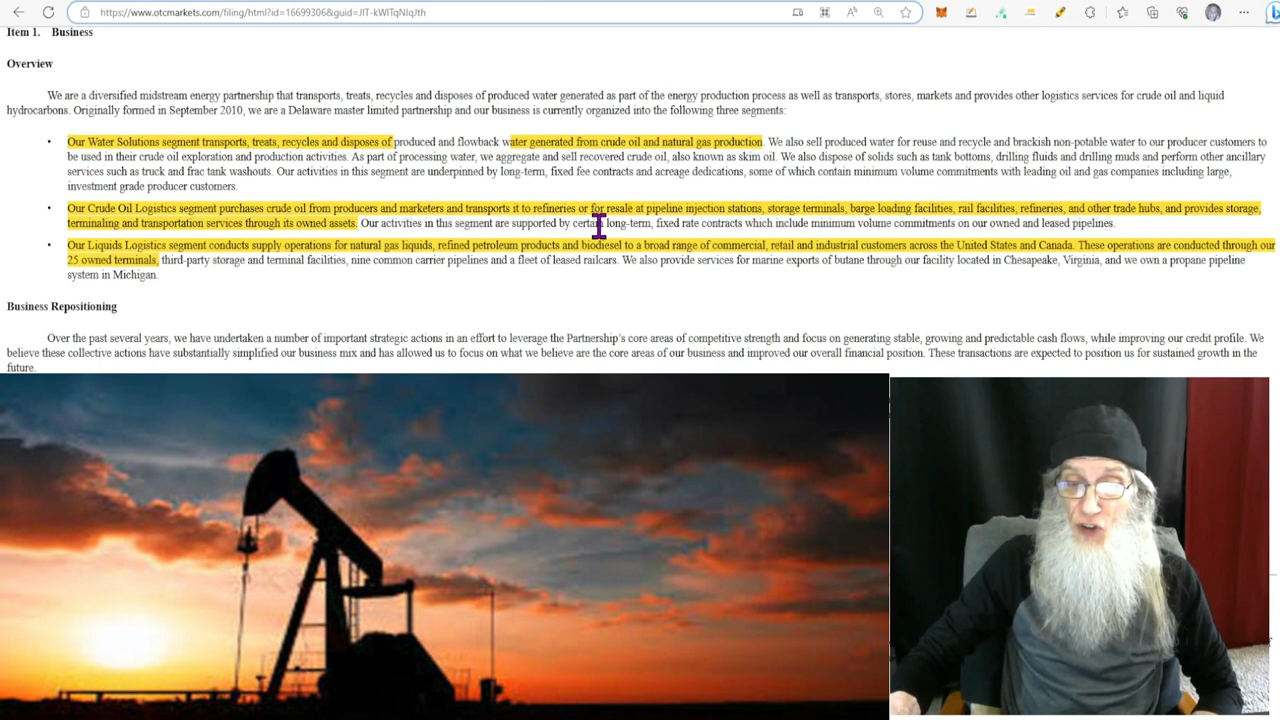 https://www.otcmarkets.com/filing/html?id=16699306&guid=JIT-kWITqNIqJth
Item 1. Business
Overview
We are a diversified midstream energy partnership that transports, treats, recycles and disposes of produced water generated as part of the energy production process as well as transports, stores, markets and provides other logistics services for crude oil and liquid
hydrocarbons. Originally formed in September 2010, we are a Delaware master limited partnership and our business is currently organized into the following three segments:
• Our Water Solutions segment transports, treats, recycles and disposes of produced and flowback water generated from crude oil and natural gas production. We also sell produced water for reuse and recycle and brackish non-potable water to our producer customers to
be used in their crude oil exploration and production activities. As part of processing water, we aggregate and sell recovered crude oil, also known as skim oil. We also dispose of solids such as tank bottoms, drilling fluids and drilling muds and perform other ancillary
services such as truck and frac tank washouts. Our activities in this segment are underpinned by long-term, fixed fee contracts and acreage dedications, some of which contain minimum volume commitments with leading oil and gas companies including large,
investment grade producer customers.
• Our Crude Oil Logistics segment purchases crude oil from producers and marketers and transports it to refineries or for resale at pipeline injection stations, storage terminals, barge loading facilities, rail facilities, refineries, and other trade hubs, and provides storage,
terminaling and transportation services through its owned assets. Our activities in this segment are supported by certain long-term, fixed rate contracts which include minimum volume commitments on our owned and leased pipelines.
• Our Liquids Logistics segment conducts supply operations for natural gas liquids, refined petroleum products and biodiesel to a broad range of commercial, retail and industrial customers across the United States and Canada. These operations are conducted through our
25 owned terminals, third-party storage and terminal facilities, nine common carrier pipelines and a fleet of leased railcars. We also provide services for marine exports of butane through our facility located in Chesapeake, Virginia, and we own a propane pipeline
system in Michigan.
Business Repositioning
Over the past several years, we have undertaken a number of important strategic actions in an effort to leverage the Partnership's core areas of competitive strength and focus on generating stable, growing and predictable cash flows, while improving our credit profile. We
believe these collective actions have substantially simplified our business mix and has allowed us to focus on what we believe are the core areas of our business and improved our overall financial position. These transactions are expected to position us for sustained growth in the
future.